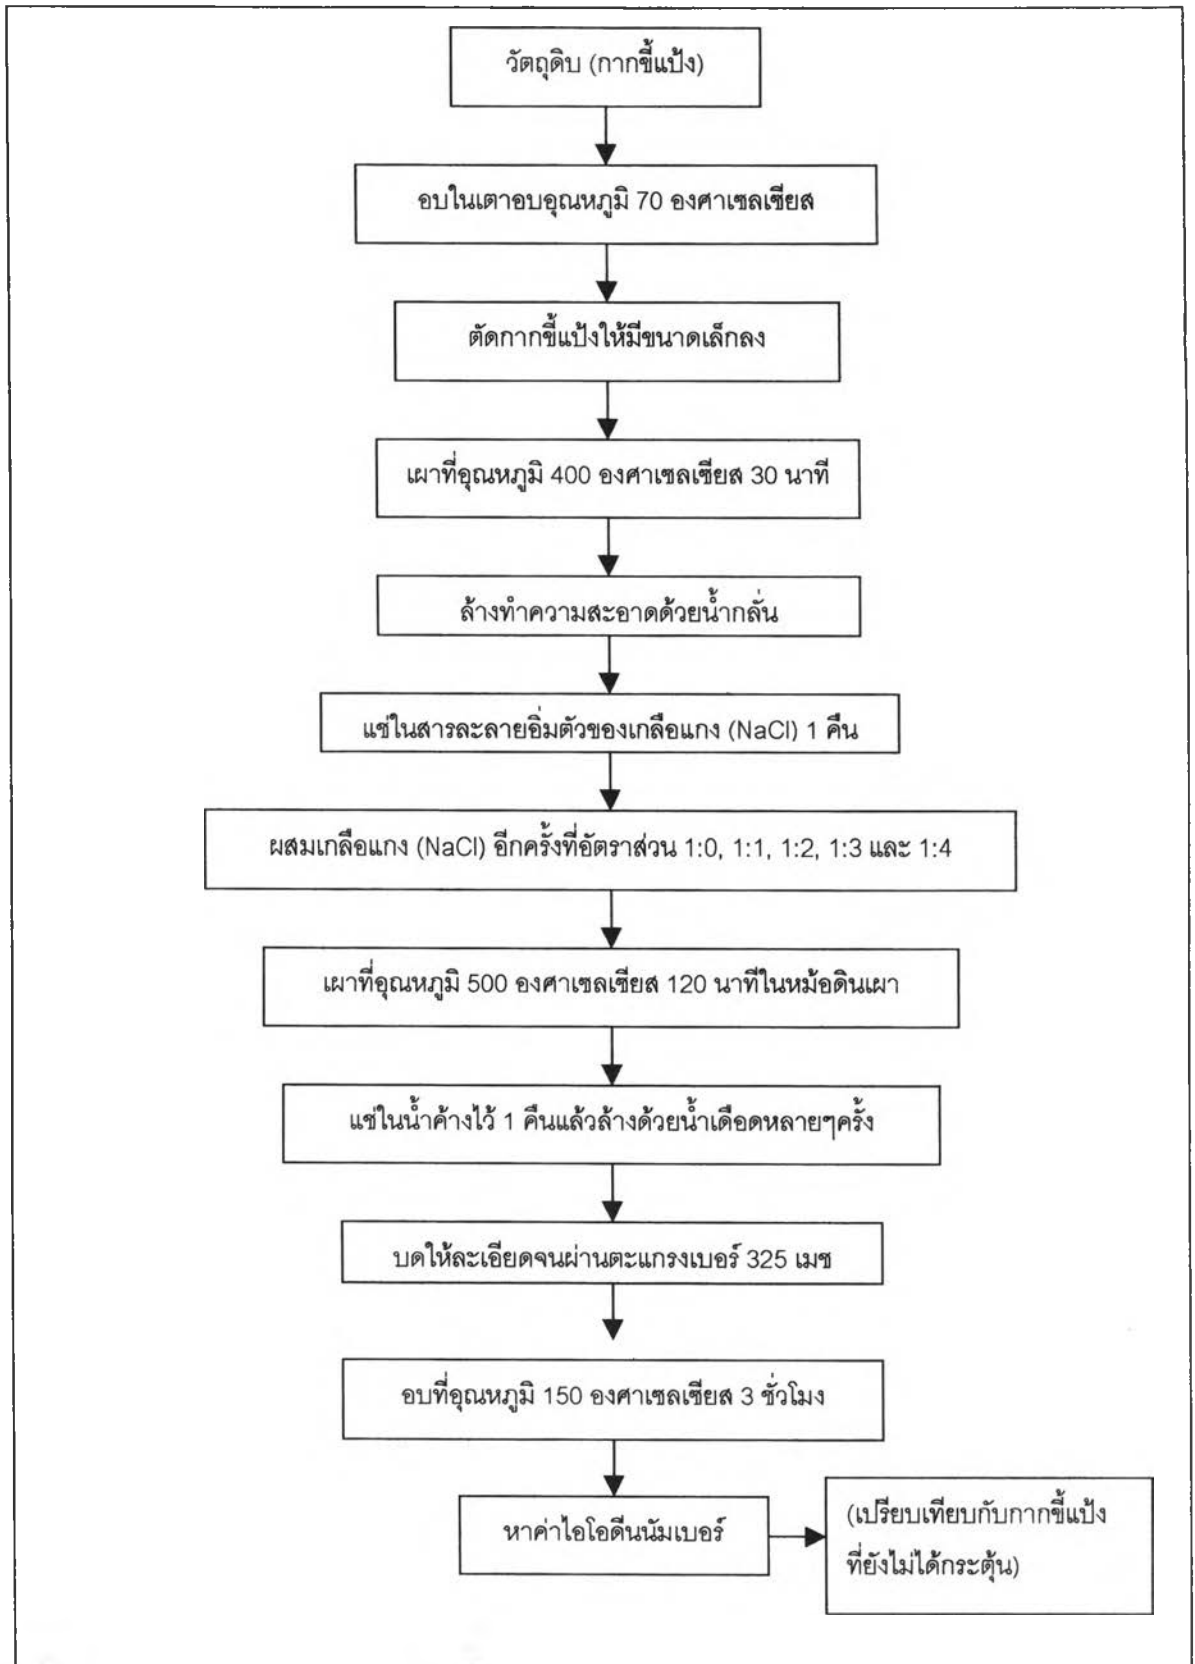 วัตถุดิบ (กากขี้แป้ง)
อบในเตาอบอุณหภูมิ 70 องศาเซลเซียส
ตัดกากขี้แป้งให้มีขนาดเล็กลง
เผาที่อุณหภูมิ 400 องศาเซลเซียส 30 นาที
ล้างทำความสะอาดด้วยน้ำกลั่น
แช่ในสารละลายอิ่มตัวของเกลือแกง (NaCl) 1 คืน
ผสมเกลือแกง (NaCl) อีกครั้งที่อัตราส่วน 1:0, 1:1, 1:2, 1:3 และ 1:4
เผาที่อุณหภูมิ 500 องศาเซลเซียส 120 นาทีในหม้อดินเผา
แช่ในน้ำค้างไว้ 1 คืนแล้วล้างด้วยน้ำเดือดหลายๆครั้ง
บดให้ละเอียดจนผ่านตะแกรงเบอร์ 325 เมช
อบที่อุณหภูมิ 150 องศาเซลเซียส 3 ชั่วโมง
หาค่าไอโอดีนนัมเบอร์
(เปรียบเทียบกับกากขี้แป้ง
ที่ยังไม่ได้กระตุ้น)